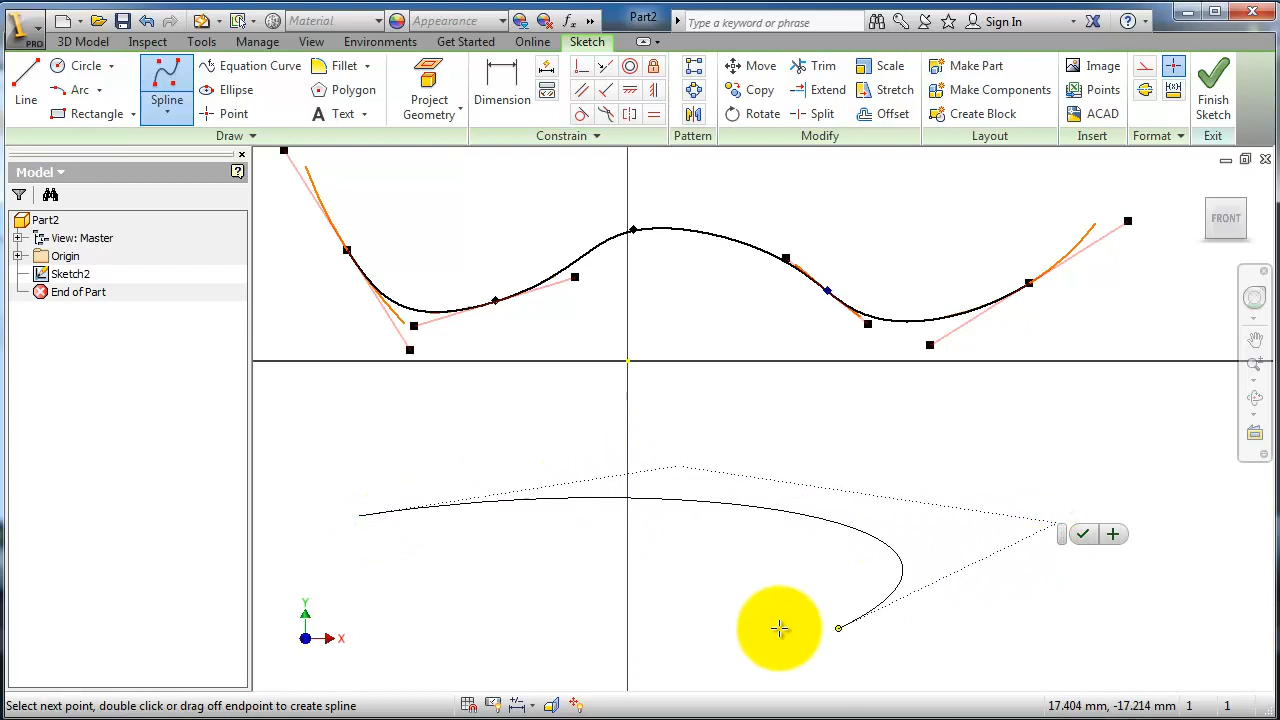 Material
Appearance
Part2
Type a keyword or phrase
Sign In
PRO
3D Model
Inspect
Tools
Manage
View
Environments
Get Started
Online
Sketch
Line
Circle
Arc
Rectangle
Spline
Equation Curve
Ellipse
Point
Fillet
Polygon
Text
Project
Geometry
Dimension
Move
Copy
Rotate
Trim
Extend
Split
Scale
Stretch
Offset
Make Part
Make Components
Create Block
Image
Points
ACAD
Finish
Sketch
Draw
Constrain
Pattern
Modify
Layout
Insert
Format
Exit
Model
Part2
View: Master
Origin
Sketch2
End of Part
FRONT
Y
X
Select next point, double click or drag off endpoint to create spline
17.404 mm, -17.214 mm
1
1